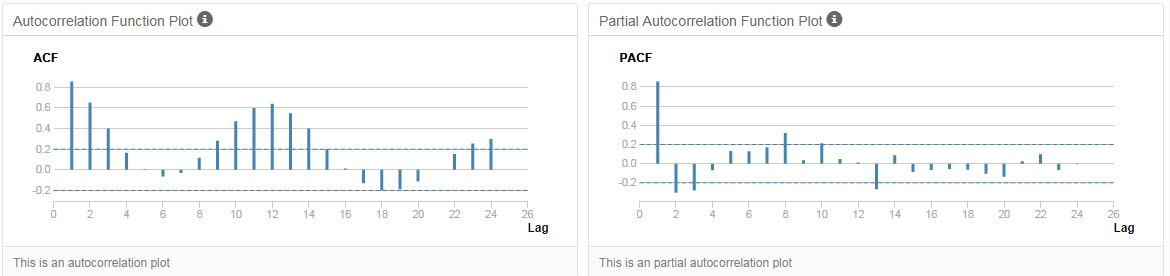 Autocorrelation Function Plot i
ACF
0.8
0.6
0.4
0.2
0.0
-0.2
0 2 4 6 8 10 12 14 16 18 20 22 24 26
Lag
This is an autocorrelation plot
Partial Autocorrelation Function Plot i
PACF
0.8
0.6
0.4
0.2
0.0
-0.2
0 2 4 6 8 10 12 14 16 18 20 22 24 26
Lag
This is an partial autocorrelation plot